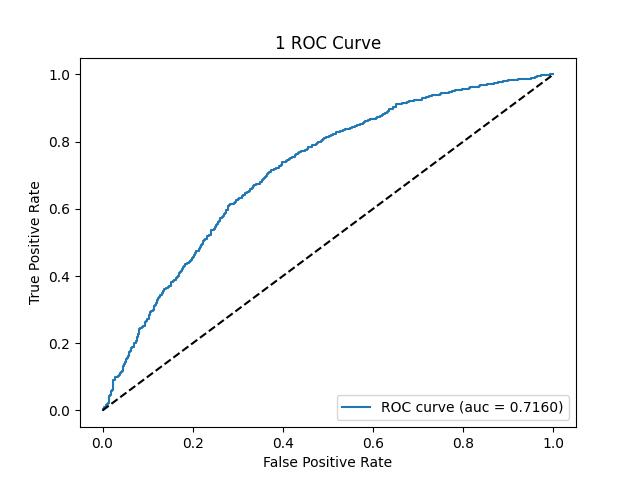 1 ROC Curve
1.0
0.8
0.6
0.4
0.2
0.0
True Positive Rate
ROC curve (auc = 0.7160)
0.0 0.2 0.4 0.6 0.8 1.0
False Positive Rate